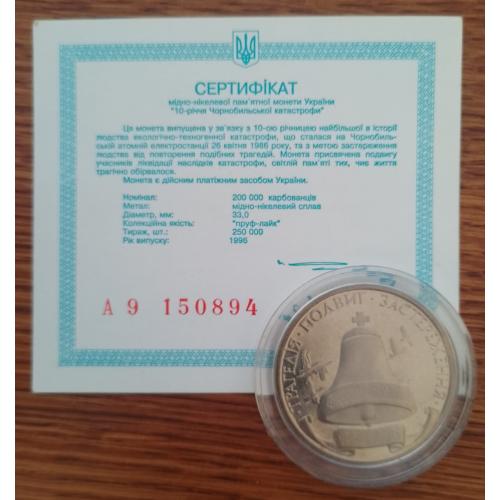 СЕРТИФІКАТ
мідно-нікелевої пам'ятної монети України
"10-річчя Чорнобильської катастрофи"
Ця монета випущена у зв'язку з 10-ою річницею найбільшої в історії
людства екологічно-техногенної катастрофи, що сталася на Чорнобиль-
ській атомній електростанції 26 квітня 1986 року, та з метою застереження
людства від повторення подібних трагедій. Монета присвячена подвигу
учасників ліквідації наслідків катастрофи, світлій пам'яті тих, чиє життя
трагічно обірвалося.
Монета є дійсним платіжним засобом України.
Номінал: 200 000 карбованців
Метал: мідно-нікелевий сплав
Діаметр, мм: 33,0
Колекційна якість: "пруф-лайк"
Тираж, шт.: 250 000
Рік випуску: 1996
А 9 150894
ТРАГЕДІЯ · ПОДВИГ · ЗАСТЕРЕЖЕННЯ